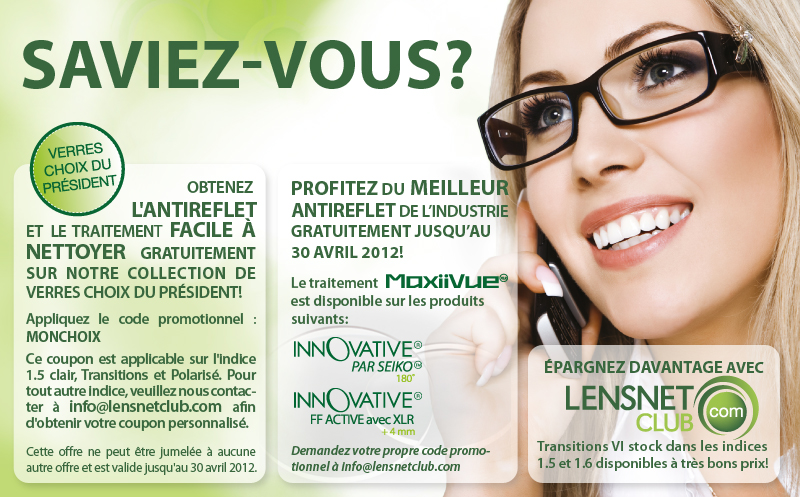 SAVIEZ-VOUS?
VERRES
CHOIX DU
PRÉSIDENT
OBTENEZ
L'ANTIREFLET
ET LE TRAITEMENT FACILE À
NETTOYER GRATUITEMENT
SUR NOTRE COLLECTION DE
VERRES CHOIX DU PRÉSIDENT!
Appliquez le code promotionnel :
MONCHOIX
Ce coupon est applicable sur l'indice
1.5 clair, Transitions et Polarisé. Pour
tout autre indice, veuillez nous contac-
ter à info@lensnetclub.com afin
d'obtenir votre coupon personnalisé.
Cette offre ne peut être jumelée à aucune
autre offre et est valide jusqu'au 30 avril 2012.
PROFITEZ DU MEILLEUR
ANTIREFLET DE L'INDUSTRIE
GRATUITEMENT JUSQU'AU
30 AVRIL 2012!
Le traitement MaxiiVue
est disponible sur les produits
suivants:
INNOVATIVE®
PAR SEIKO
180°
INNOVATIVE®
FF ACTIVE avec XLR
+ 4 mm
Demandez votre propre code promo-
tionnel à info@lensnetclub.com
ÉPARGNEZ DAVANTAGE AVEC
LENSNET
CLUB .com
Transitions VI stock dans les indices
1.5 et 1.6 disponibles à très bons prix!